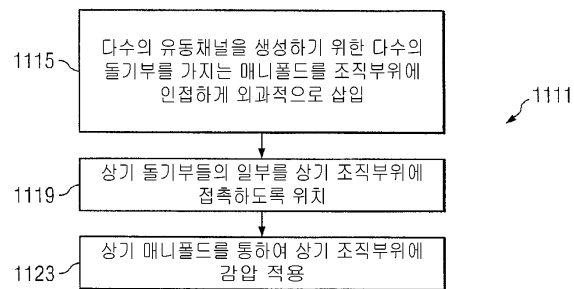 1115
다수의 유동채널을 생성하기 위한 다수의
돌기부를 가지는 매니폴드를 조직부위에
인접하게 외과적으로 삽입
1111
1119
상기 돌기부들의 일부를 상기 조직부위에
접촉하도록 위치
1123
상기 매니폴드를 통하여 상기 조직부위에
감압 적용